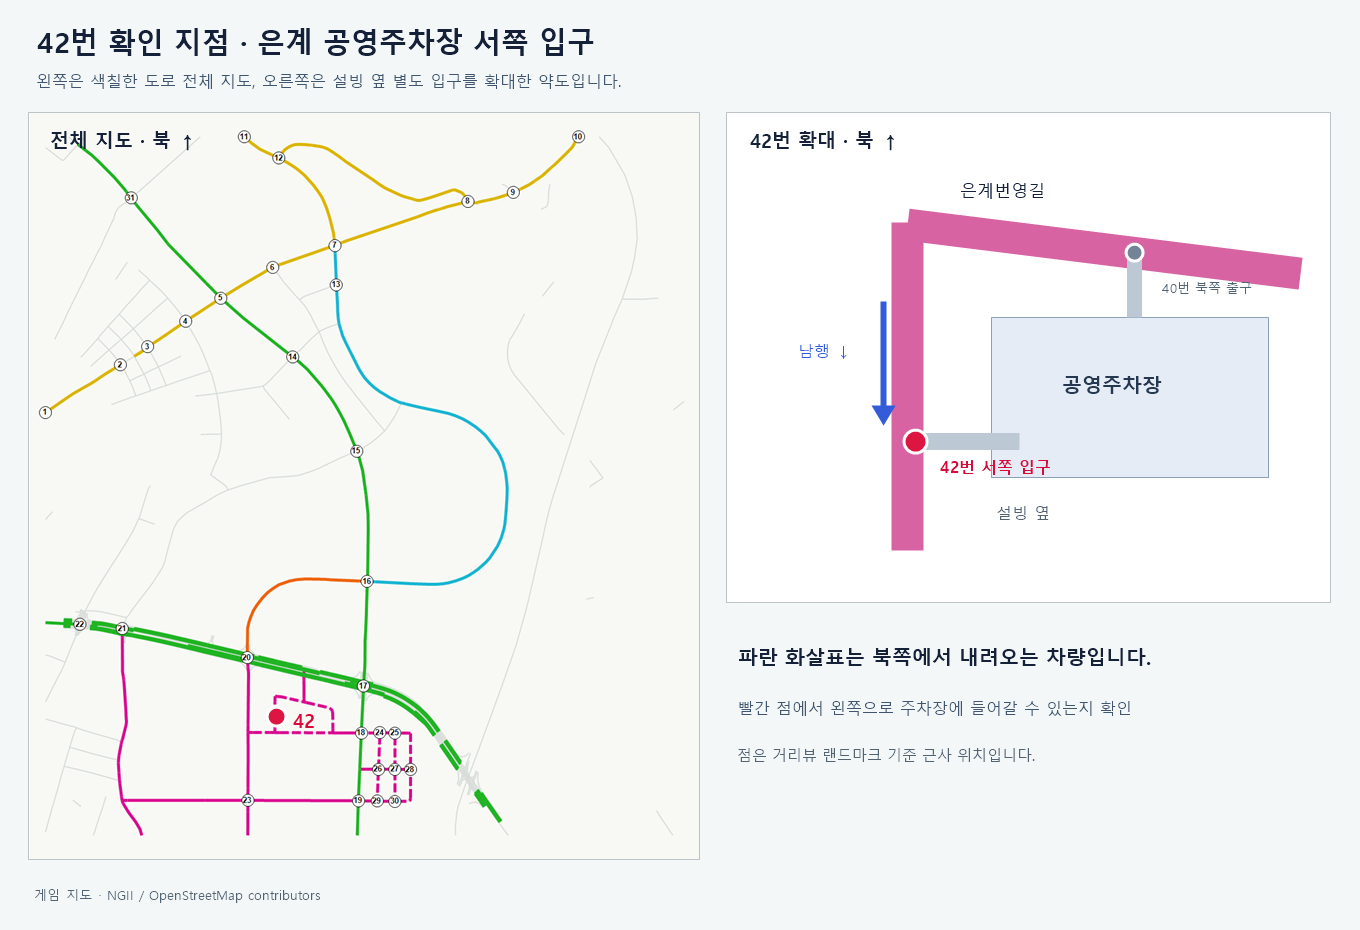 42번 확인 지점 · 은계 공영주차장 서쪽 입구
왼쪽은 색칠한 도로 전체 지도, 오른쪽은 설빙 옆 별도 입구를 확대한 약도입니다.
전체 지도 · 북 ↑
11
12
10
31
8
9
7
6
13
5
4
3
14
2
1
15
16
22
21
20
17
42
18
24
25
26
27
28
23
19
29
30
42번 확대 · 북 ↑
은계번영길
40번 북쪽 출구
남행 ↓
공영주차장
42번 서쪽 입구
설빙 옆
파란 화살표는 북쪽에서 내려오는 차량입니다.
빨간 점에서 왼쪽으로 주차장에 들어갈 수 있는지 확인
점은 거리뷰 랜드마크 기준 근사 위치입니다.
게임 지도 · NGII / OpenStreetMap contributors